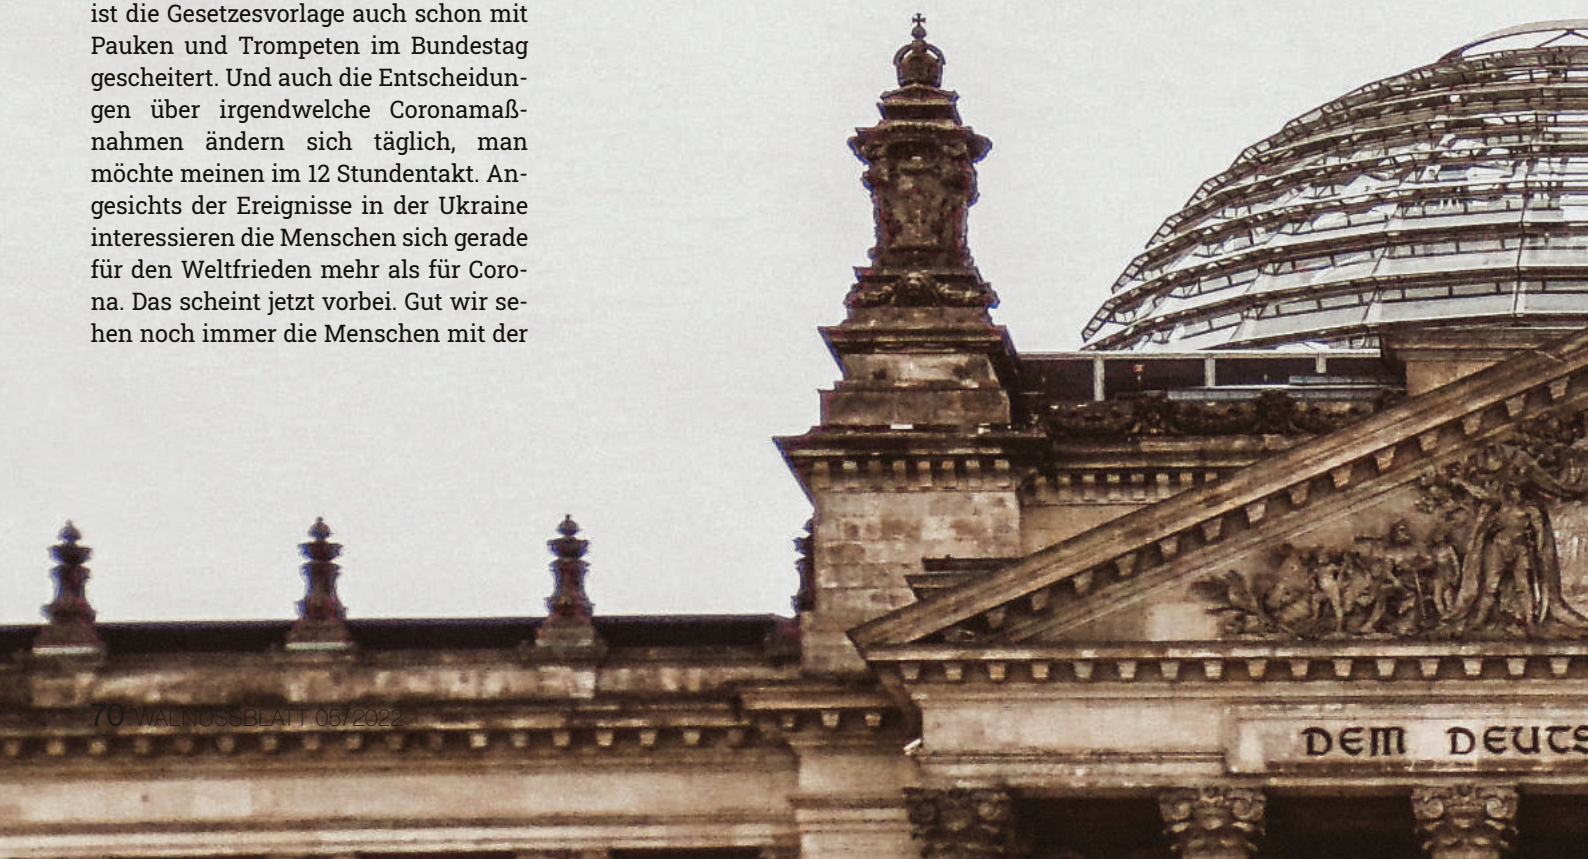 ist die Gesetzesvorlage auch schon mit
Pauken und Trompeten im Bundestag
gescheitert. Und auch die Entscheidun-
gen über irgendwelche Coronamaß-
nahmen ändern sich täglich, man
möchte meinen im 12 Stundentakt. An-
gesichts der Ereignisse in der Ukraine
interessieren die Menschen sich gerade
für den Weltfrieden mehr als für Coro-
na. Das scheint jetzt vorbei. Gut wir se-
hen noch immer die Menschen mit der
70 WALNUSSBLATT 05/2022
DEM DEUTS